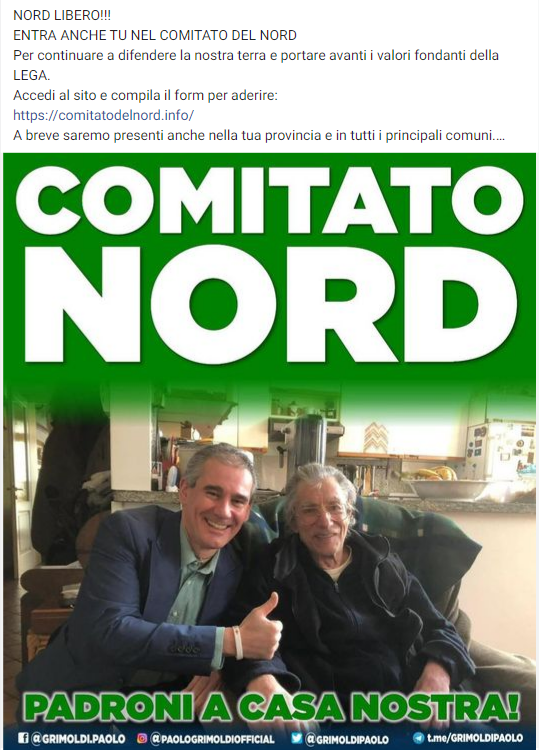 NORD LIBERO!!!
ENTRA ANCHE TU NEL COMITATO DEL NORD
Per continuare a difendere la nostra terra e portare avanti i valori fondanti della
LEGA.
Accedi al sito e compila il form per aderire:
https://comitatodelnord.info/
A breve saremo presenti anche nella tua provincia e in tutti i principali comuni....
COMITATO
NORD
PADRONI A CASA NOSTRA!
@GRIMOLDI.PAOLO @PAOLOGRIMOLDIOFFICIAL @GRIMOLDIPAOLO t.me/GRIMOLDIPAOLO